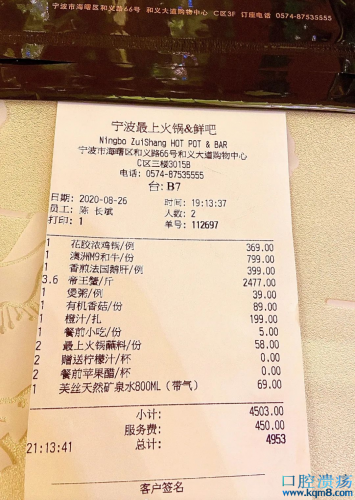 宁波市海曙区和义路66号 和义大道购物中心 C区3F 订座电话 0574-87535555
宁波最上火锅&鲜吧
Ningbo ZuiShang HOT POT & BAR
宁波市海曙区和义路66号和义大道购物中心
C区三楼3015B
电话: 0574-87535555
台: B7
日期: 2020-08-26 时间: 19:13:37
员工: 陈 长斌 人数: 2
打印: 1 单号: 112697
1 花胶浓鸡锅/例 369.00
1 澳洲M9和牛/份 799.00
1 香煎法国鹅肝/例 399.00
3.6 帝王蟹/斤 2477.00
1 煲粥/例 39.00
1 有机香菇/份 89.00
1 橙汁/扎 199.00
1 餐前小吃/份 5.00
2 最上火锅蘸料/份 58.00
2 赠送柠檬汁/杯 0.00
2 餐前苹果醋/杯 0.00
1 芙丝天然矿泉水800ML（带气） 69.00
小计: 4503.00
服务费: 450.00
21:13:41 总计: 4953
客户签名
口腔溃疡
www.kqm8.com